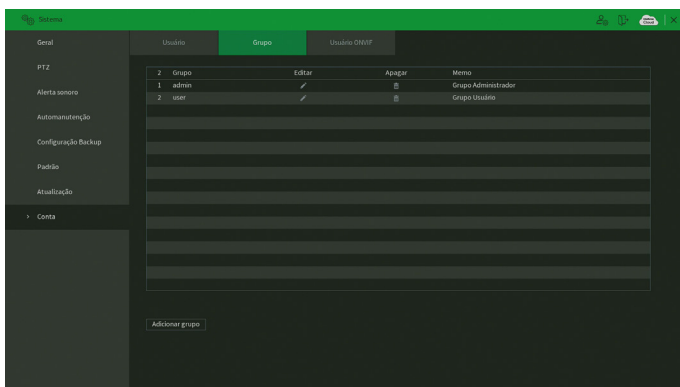 Sistema
Geral
Usuário Grupo Usuário ONVIF
PTZ
2 Grupo Editar Apagar Memo
1 admin Grupo Administrador
2 user Grupo Usuário
Alerta sonoro
Automanutenção
Configuração Backup
Padrão
Atualização
> Conta
Adicionar grupo